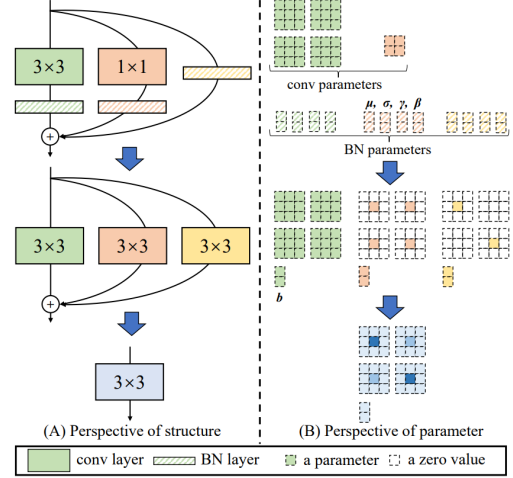 3×3
1×1
conv parameters
μ, σ, γ, β
BN parameters
3×3
3×3
3×3
b
3×3
(A) Perspective of structure
(B) Perspective of parameter
conv layer
BN layer
a parameter
a zero value